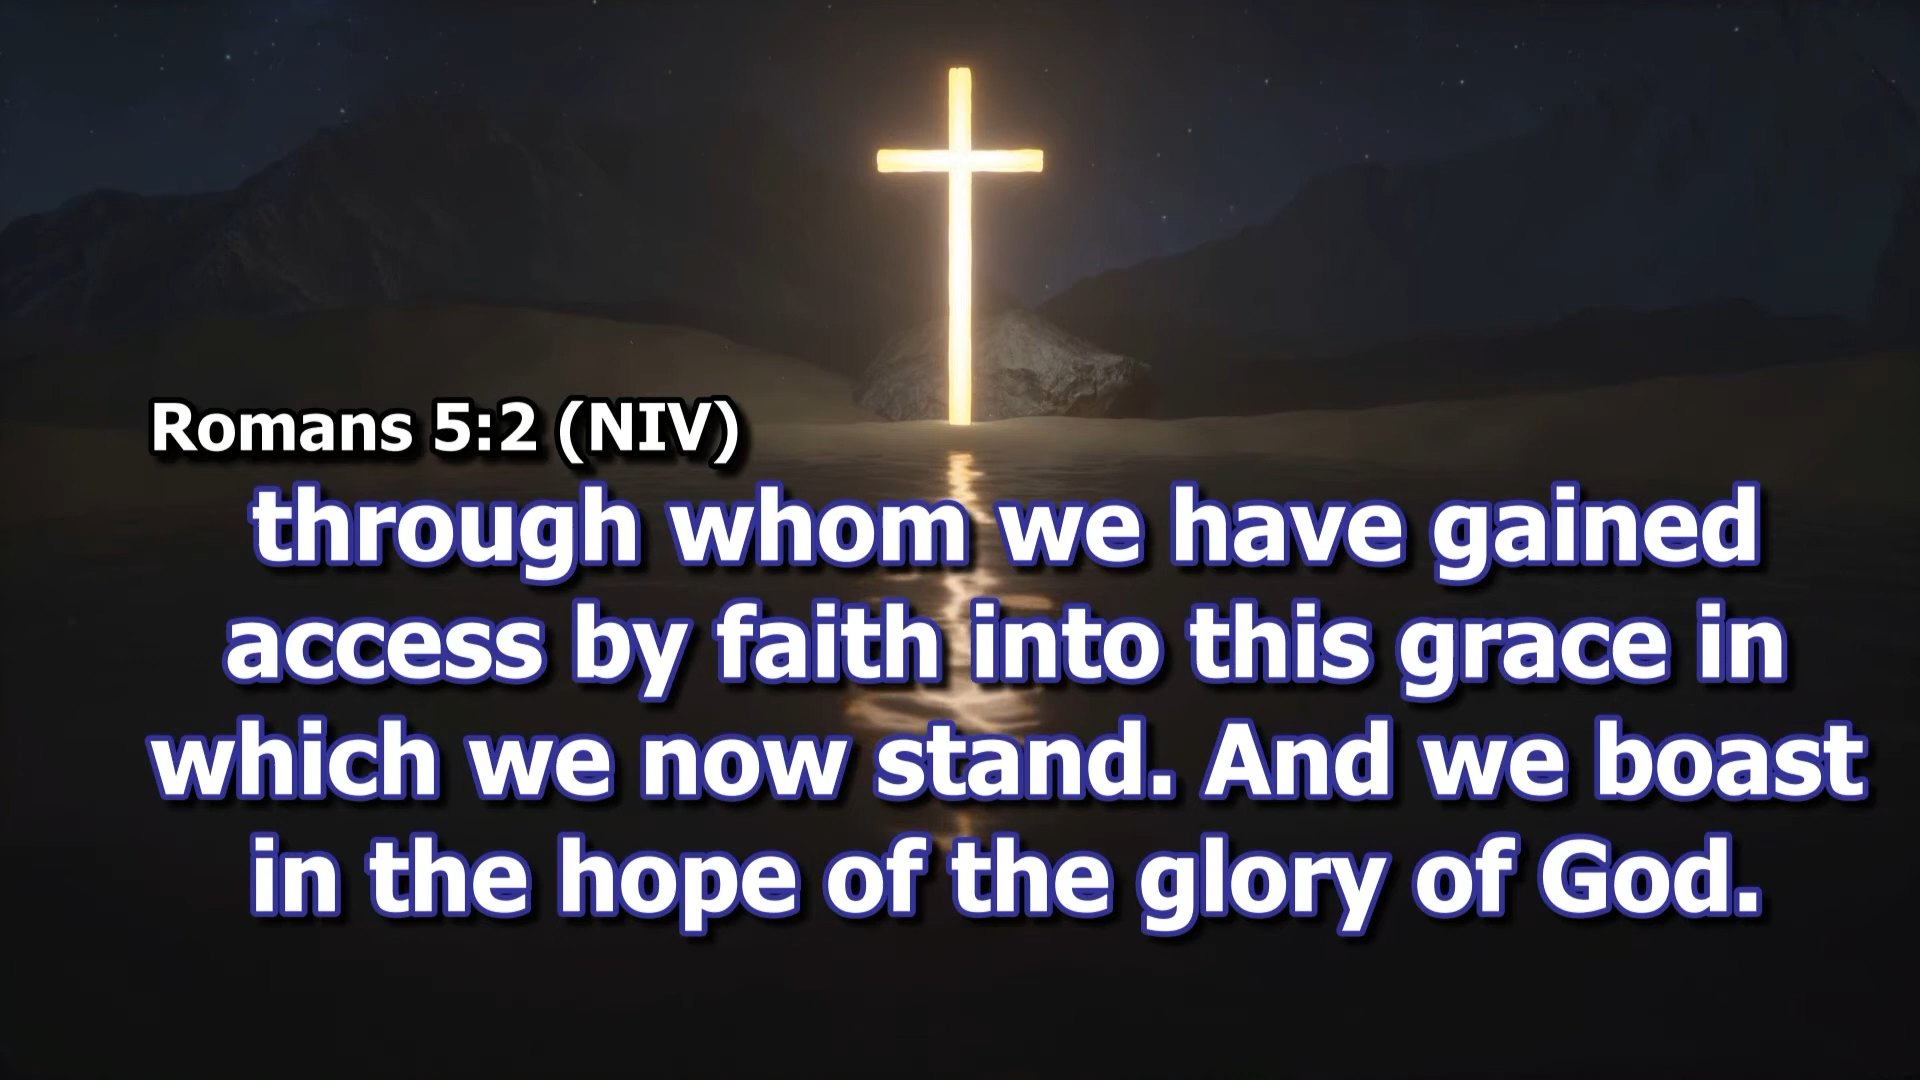 Romans 5:2 (NIV)
through whom we have gained
access by faith into this grace in
which we now stand. And we boast
in the hope of the glory of God.